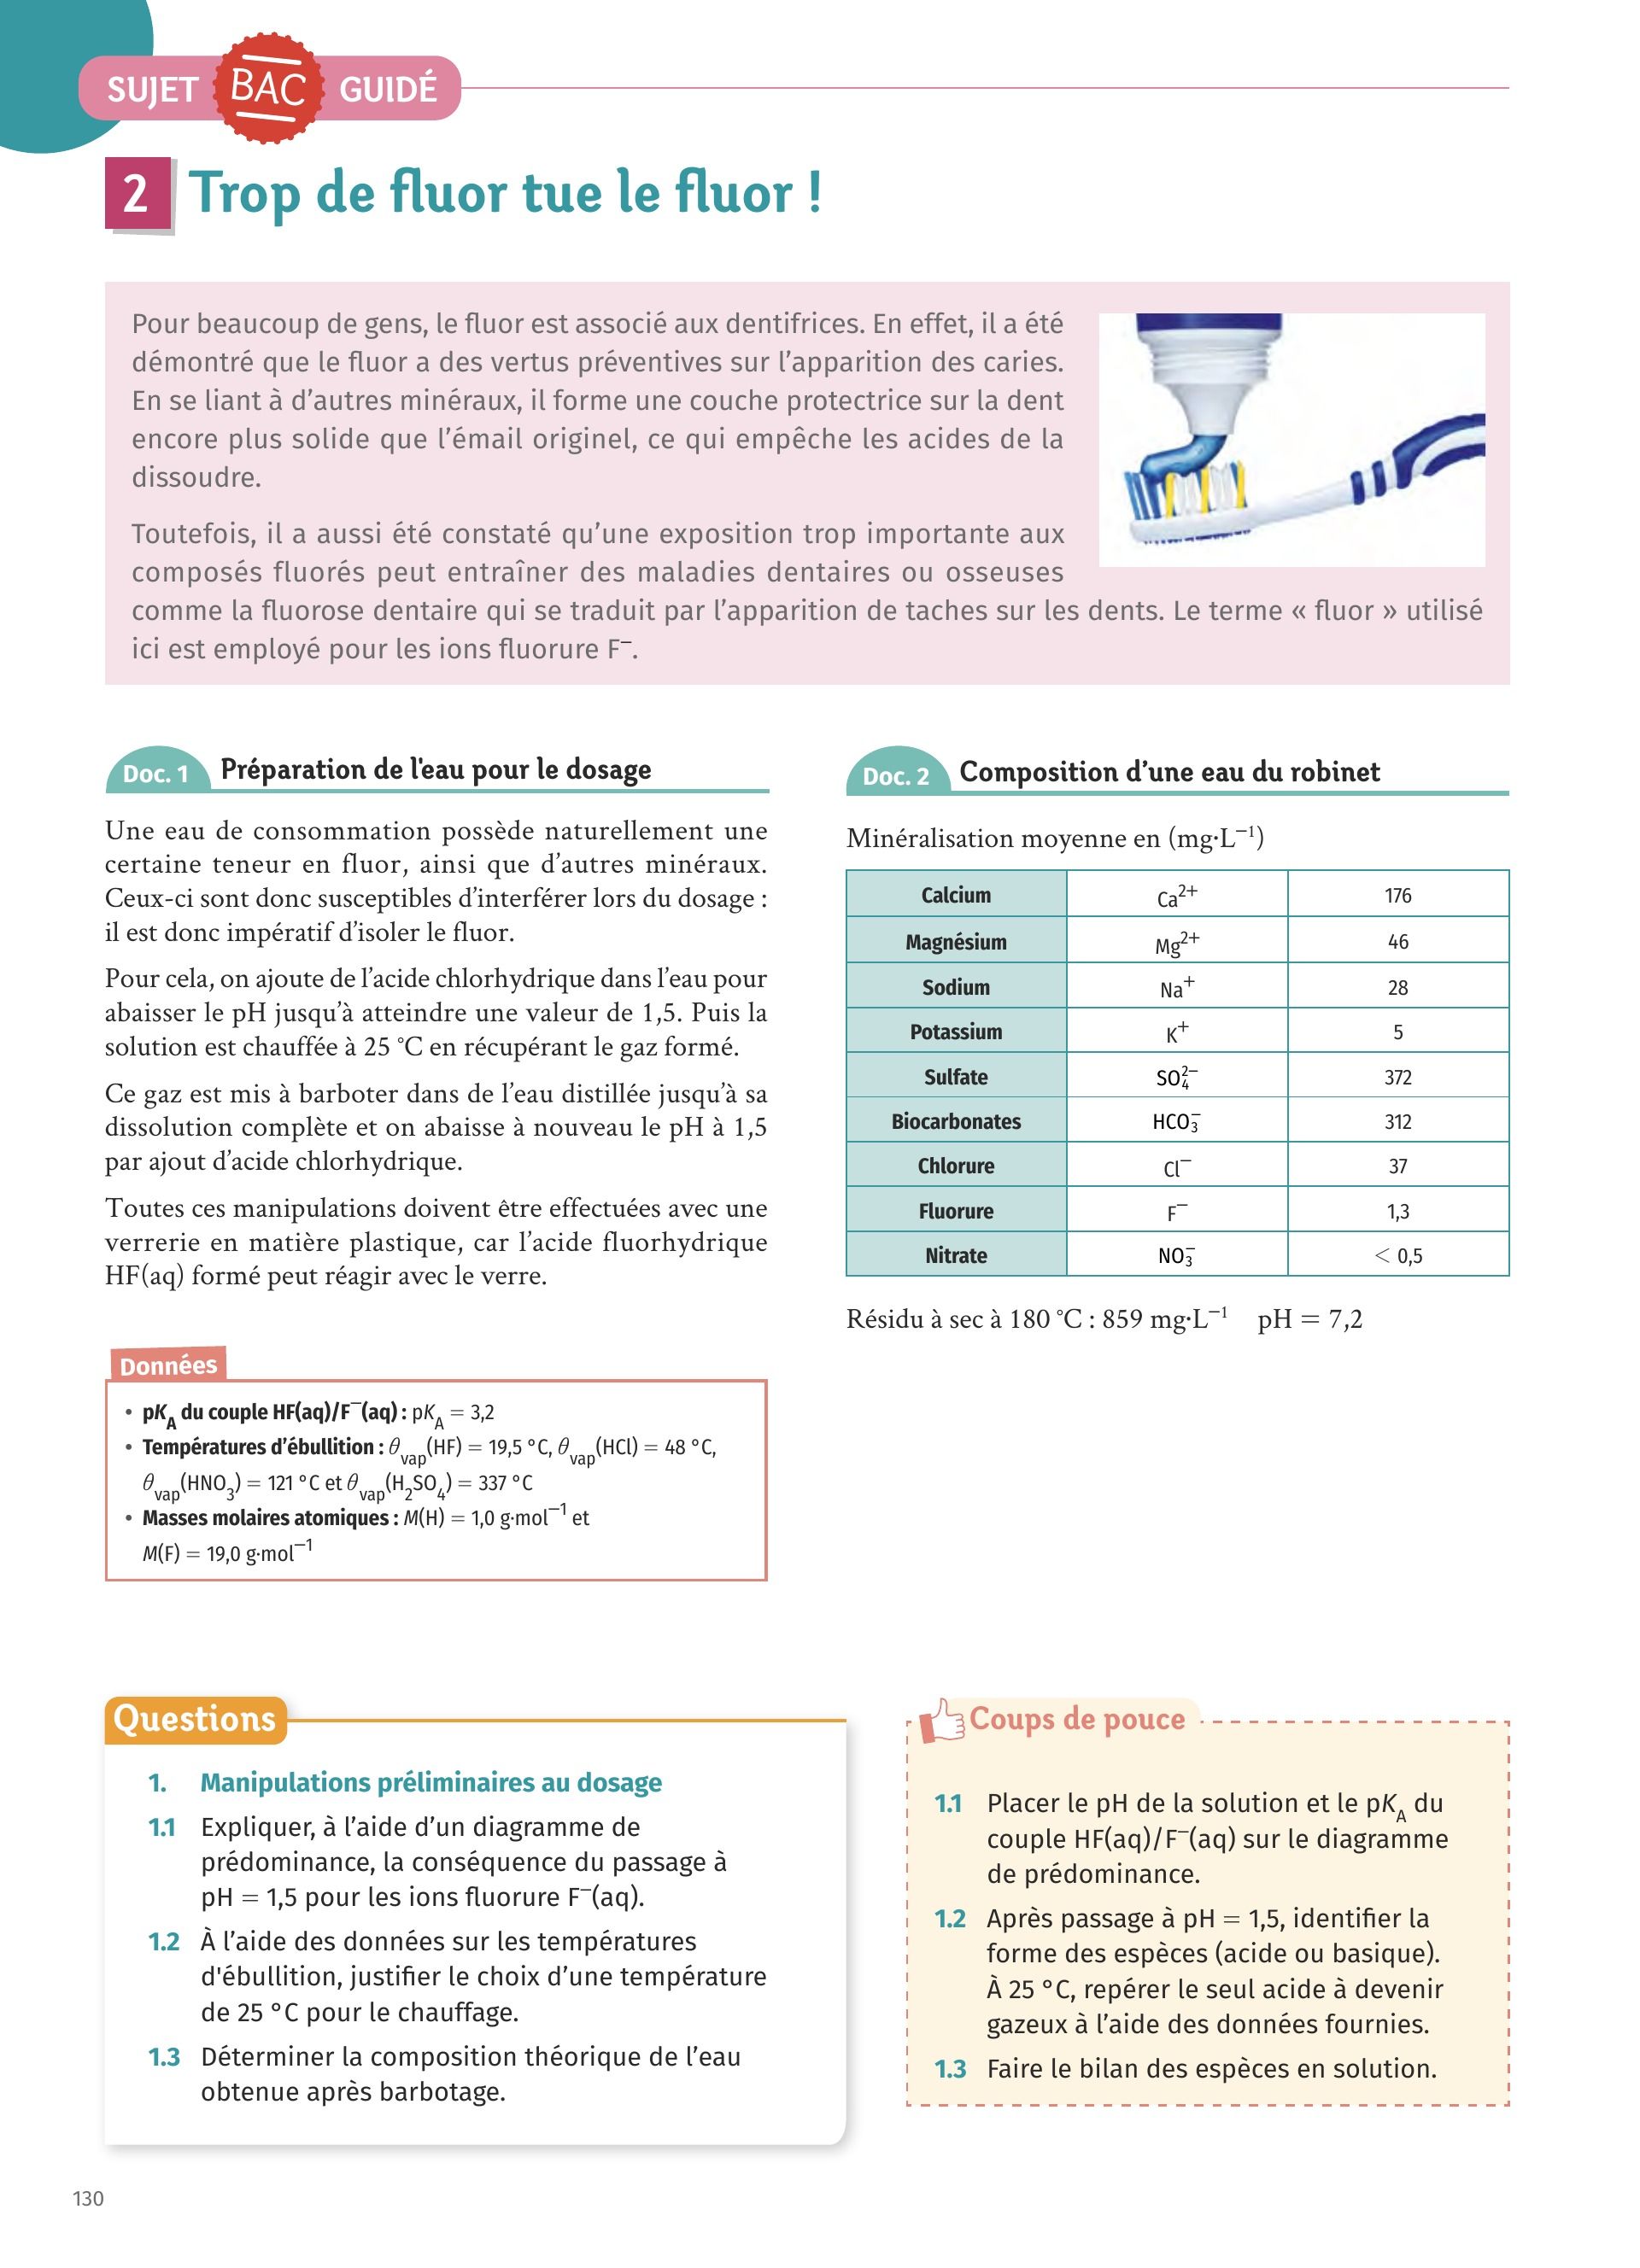 SUJET BAC GUIDÉ
2 Trop de fluor tue le fluor !
Pour beaucoup de gens, le fluor est associé aux dentifrices. En effet, il a été
démontré que le fluor a des vertus préventives sur l'apparition des caries.
En se liant à d'autres minéraux, il forme une couche protectrice sur la dent
encore plus solide que l'émail originel, ce qui empêche les acides de la
dissoudre.
Toutefois, il a aussi été constaté qu'une exposition trop importante aux
composés fluorés peut entraîner des maladies dentaires ou osseuses
comme la fluorose dentaire qui se traduit par l'apparition de taches sur les dents. Le terme « fluor » utilisé
ici est employé pour les ions fluorure F⁻.
Doc. 1 Préparation de l'eau pour le dosage
Une eau de consommation possède naturellement une
certaine teneur en fluor, ainsi que d'autres minéraux.
Ceux-ci sont donc susceptibles d'interférer lors du dosage :
il est donc impératif d'isoler le fluor.
Pour cela, on ajoute de l'acide chlorhydrique dans l'eau pour
abaisser le pH jusqu'à atteindre une valeur de 1,5. Puis la
solution est chauffée à 25 °C en récupérant le gaz formé.
Ce gaz est mis à barboter dans de l'eau distillée jusqu'à sa
dissolution complète et on abaisse à nouveau le pH à 1,5
par ajout d'acide chlorhydrique.
Toutes ces manipulations doivent être effectuées avec une
verrerie en matière plastique, car l'acide fluorhydrique
HF(aq) formé peut réagir avec le verre.
Données
• pK_A du couple HF(aq)/F⁻(aq) : pK_A = 3,2
• Températures d'ébullition : θ_vap(HF) = 19,5 °C, θ_vap(HCl) = 48 °C,
θ_vap(HNO₃) = 121 °C et θ_vap(H₂SO₄) = 337 °C
• Masses molaires atomiques : M(H) = 1,0 g·mol⁻¹ et
M(F) = 19,0 g·mol⁻¹
Doc. 2 Composition d'une eau du robinet
Minéralisation moyenne en (mg·L⁻¹)
Calcium Ca²⁺ 176
Magnésium Mg²⁺ 46
Sodium Na⁺ 28
Potassium K⁺ 5
Sulfate SO₄²⁻ 372
Biocarbonates HCO₃⁻ 312
Chlorure Cl⁻ 37
Fluorure F⁻ 1,3
Nitrate NO₃⁻ < 0,5
Résidu à sec à 180 °C : 859 mg·L⁻¹ pH = 7,2
Questions
1. Manipulations préliminaires au dosage
1.1 Expliquer, à l'aide d'un diagramme de
prédominance, la conséquence du passage à
pH = 1,5 pour les ions fluorure F⁻(aq).
1.2 À l'aide des données sur les températures
d'ébullition, justifier le choix d'une température
de 25 °C pour le chauffage.
1.3 Déterminer la composition théorique de l'eau
obtenue après barbotage.
Coups de pouce
1.1 Placer le pH de la solution et le pK_A du
couple HF(aq)/F⁻(aq) sur le diagramme
de prédominance.
1.2 Après passage à pH = 1,5, identifier la
forme des espèces (acide ou basique).
À 25 °C, repérer le seul acide à devenir
gazeux à l'aide des données fournies.
1.3 Faire le bilan des espèces en solution.
130